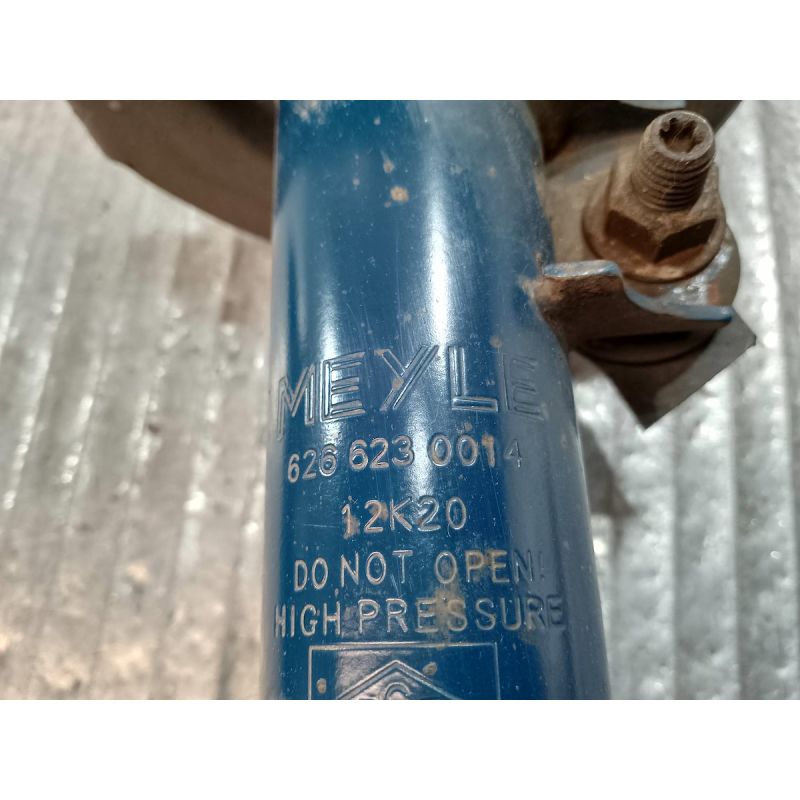 MEYLE
626 623 0014
12K20
DO NOT OPEN!
HIGH PRESSURE